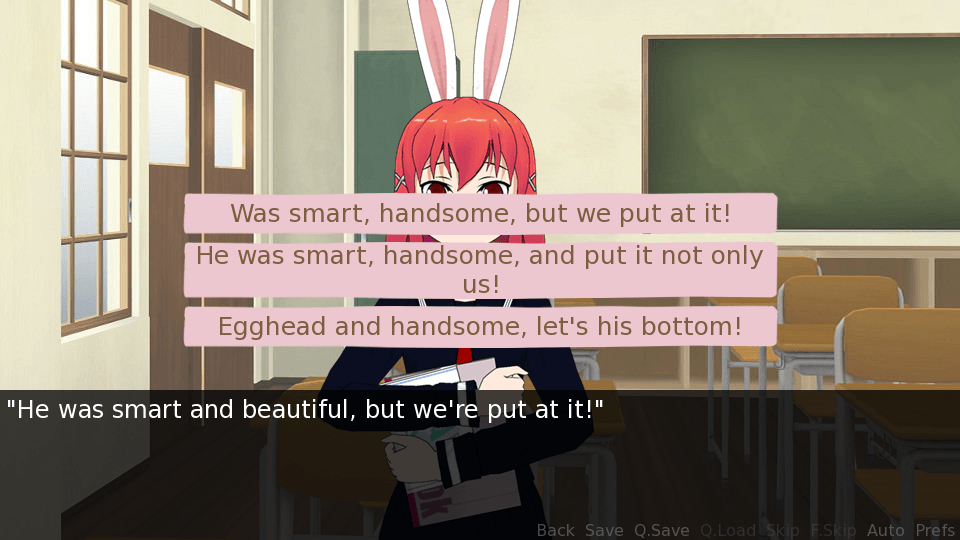 Was smart, handsome, but we put at it!
He was smart, handsome, and put it not only
us!
Egghead and handsome, let's his bottom!
"He was smart and beautiful, but we're put at it!"
Back Save Q.Save Q.Load Skip F.Skip Auto Prefs